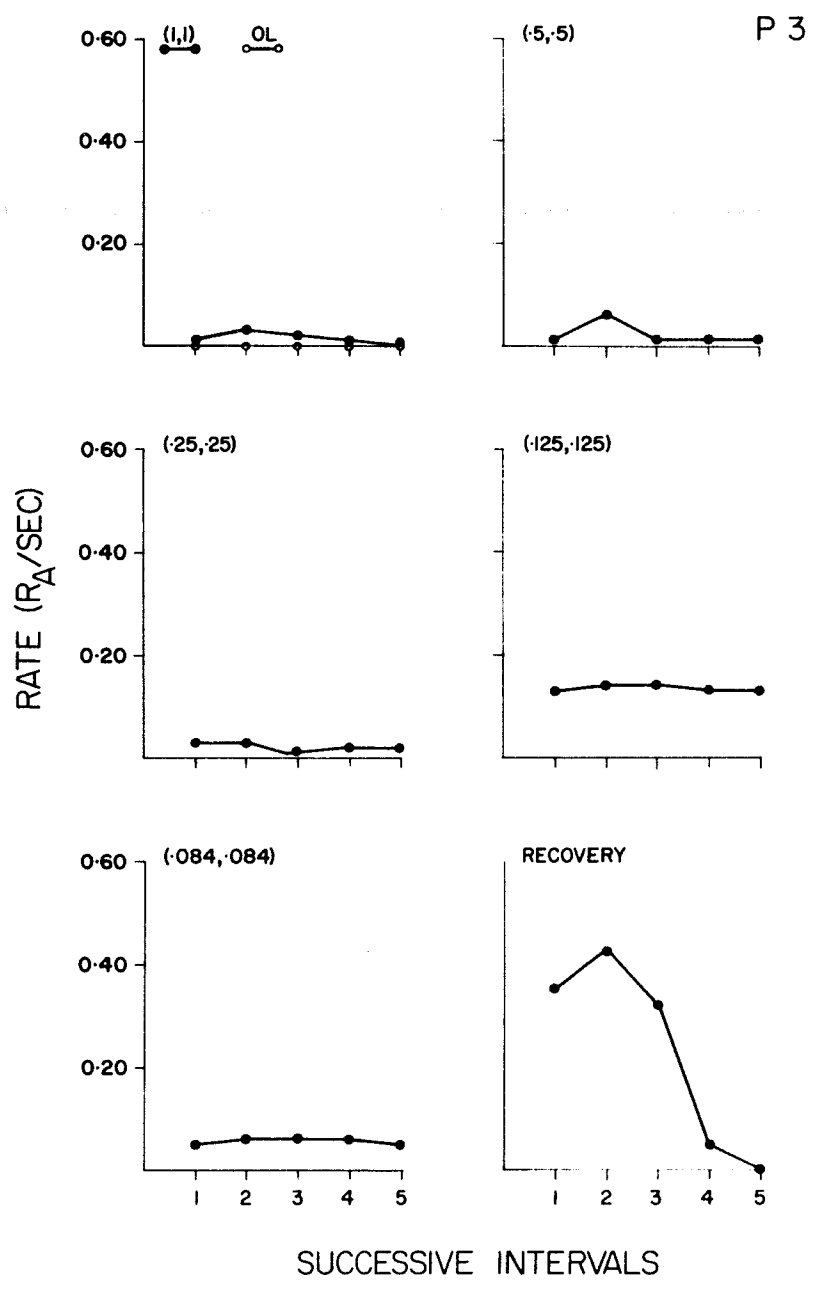 P 3
(1,1) OL
0·60
0·40
0·20
(·5,·5)
(·25,·25)
0·60
0·40
0·20
(·125,·125)
RATE (RA/SEC)
(·084,·084)
0·60
0·40
0·20
1 2 3 4 5
RECOVERY
1 2 3 4 5
SUCCESSIVE INTERVALS